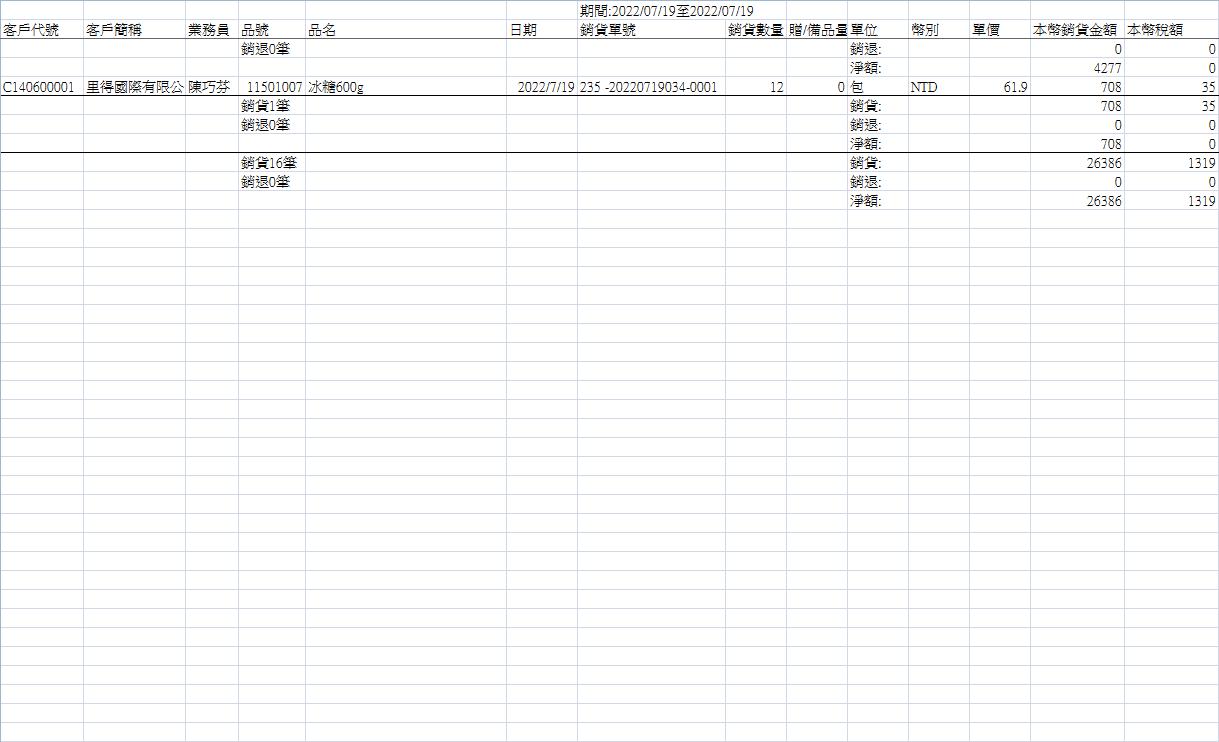 期間:2022/07/19至2022/07/19
客戶代號 客戶簡稱 業務員 品號 品名 日期 銷貨單號 銷貨數量 贈/備品量 單位 幣別 單價 本幣銷貨金額 本幣稅額
銷退0筆 銷退: 0 0
淨額: 4277 0
C140600001 里得國際有限公 陳巧芬 11501007 冰糖600g 2022/7/19 235 -20220719034-0001 12 0 包 NTD 61.9 708 35
銷貨1筆 銷貨: 708 35
銷退0筆 銷退: 0 0
淨額: 708 0
銷貨16筆 銷貨: 26386 1319
銷退0筆 銷退: 0 0
淨額: 26386 1319